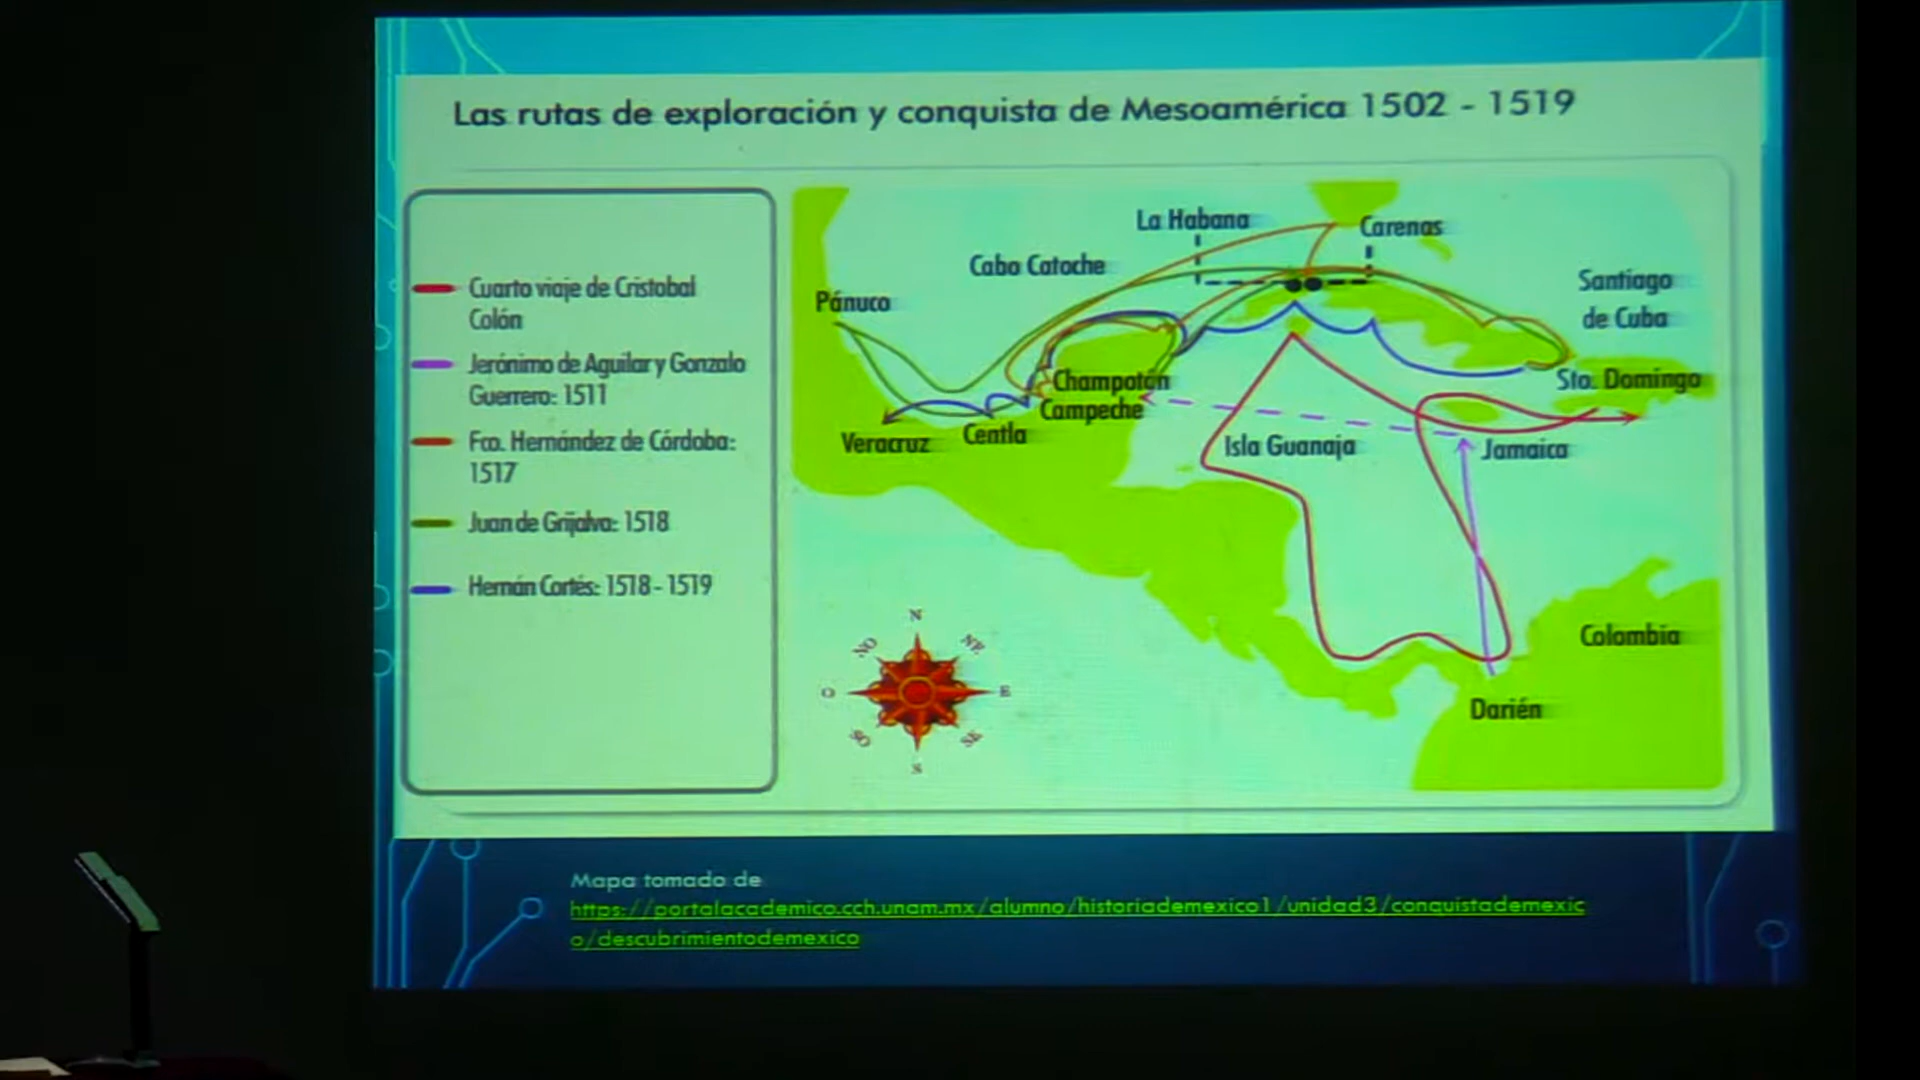 Las rutas de exploración y conquista de Mesoamérica 1502 - 1519
Cuarto viaje de Cristobal
Colón
Jerónimo de Aguilar y Gonzalo
Guerrero: 1511
Fco. Hernández de Córdoba:
1517
Juan de Grijalva: 1518
Hernán Cortés: 1518 - 1519
La Habana
Carenas
Cabo Catoche
Santiago
de Cuba
Pánuco
Champotón
Sto. Domingo
Campeche
Veracruz
Centla
Isla Guanaja
Jamaica
Colombia
Darién
N
NO
NE
O
E
SO
SE
S
Mapa tomado de
https://portalacademico.cch.unam.mx/alumno/historiademexico1/unidad3/conquistademexic
o/descubrimientodemexico